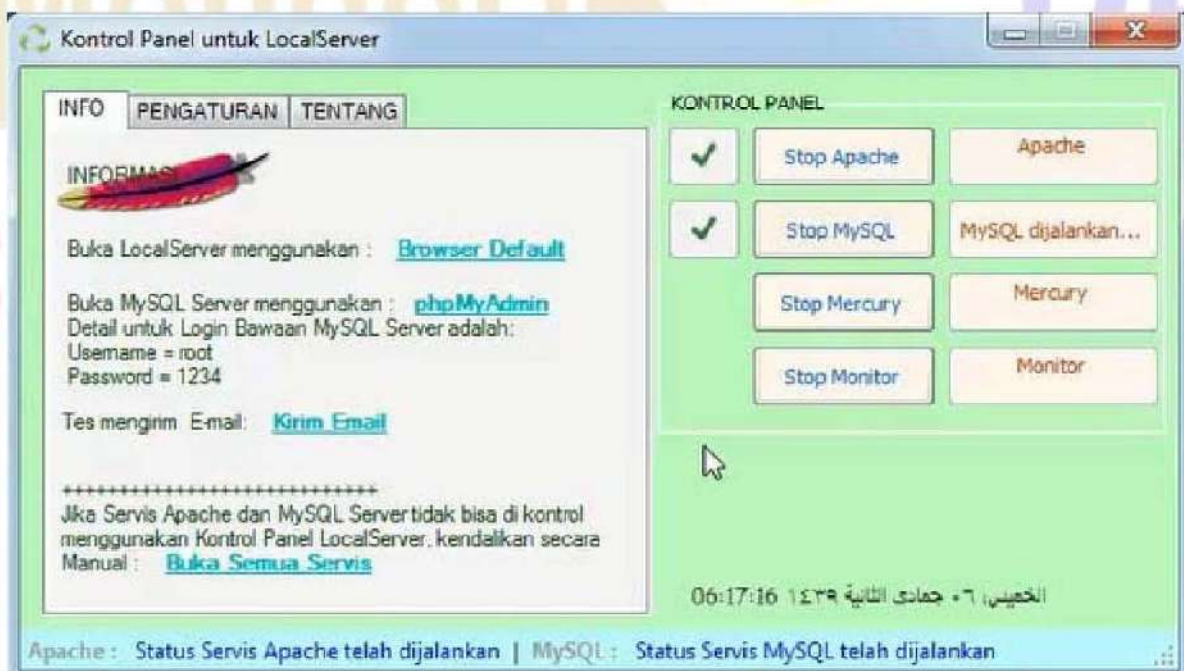 Kontrol Panel untuk LocalServer
INFO PENGATURAN TENTANG
INFORMASI
Buka LocalServer menggunakan : Browser Default
Buka MySQL Server menggunakan : phpMyAdmin
Detail untuk Login Bawaan MySQL Server adalah:
Username = root
Password = 1234
Tes mengirim E-mail: Kirim Email
++++++++++++++++++++++++++++
Jika Servis Apache dan MySQL Server tidak bisa di kontrol
menggunakan Kontrol Panel LocalServer, kendalikan secara
Manual : Buka Semua Servis
KONTROL PANEL
Stop Apache Apache
Stop MySQL MySQL dijalankan...
Stop Mercury Mercury
Stop Monitor Monitor
الخميس، ٠٦ جمادى الثانية ١٤٣٩ 06:17:16
Apache : Status Servis Apache telah dijalankan | MySQL : Status Servis MySQL telah dijalankan